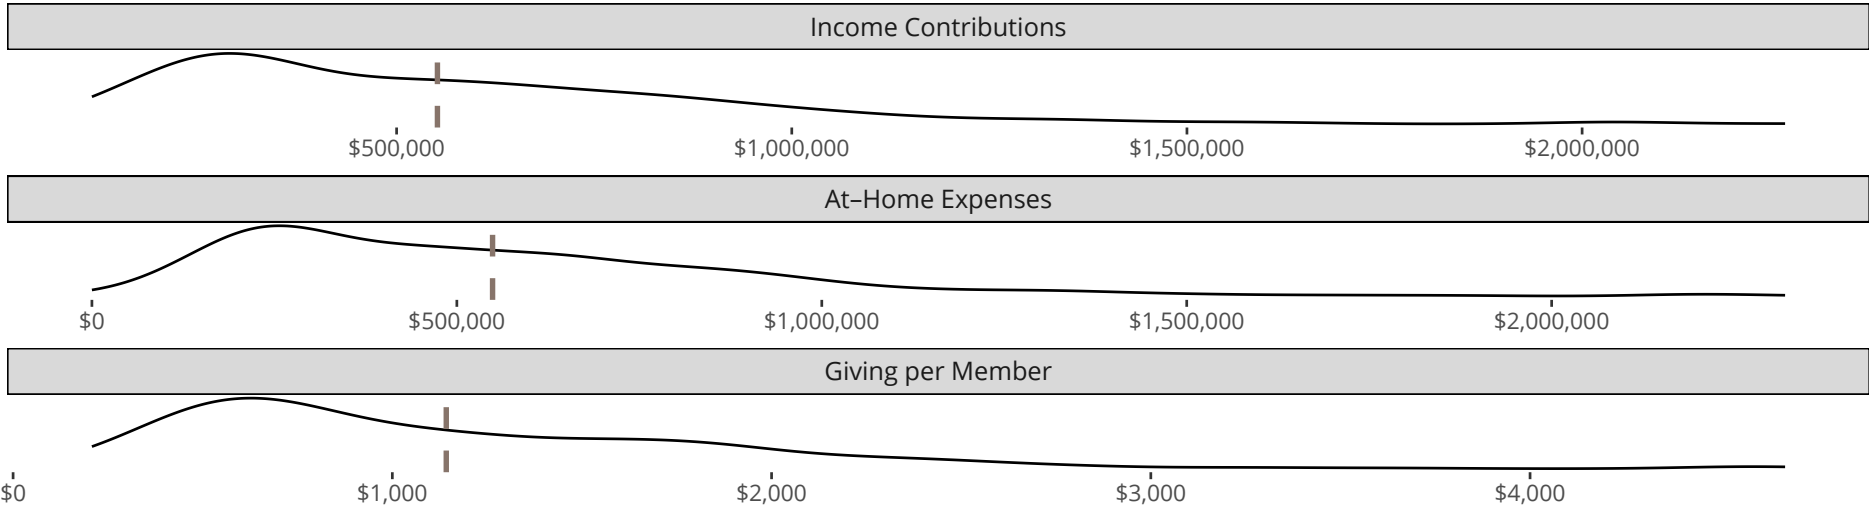 Income Contributions
$500,000 $1,000,000 $1,500,000 $2,000,000
At–Home Expenses
$0 $500,000 $1,000,000 $1,500,000 $2,000,000
Giving per Member
$0 $1,000 $2,000 $3,000 $4,000